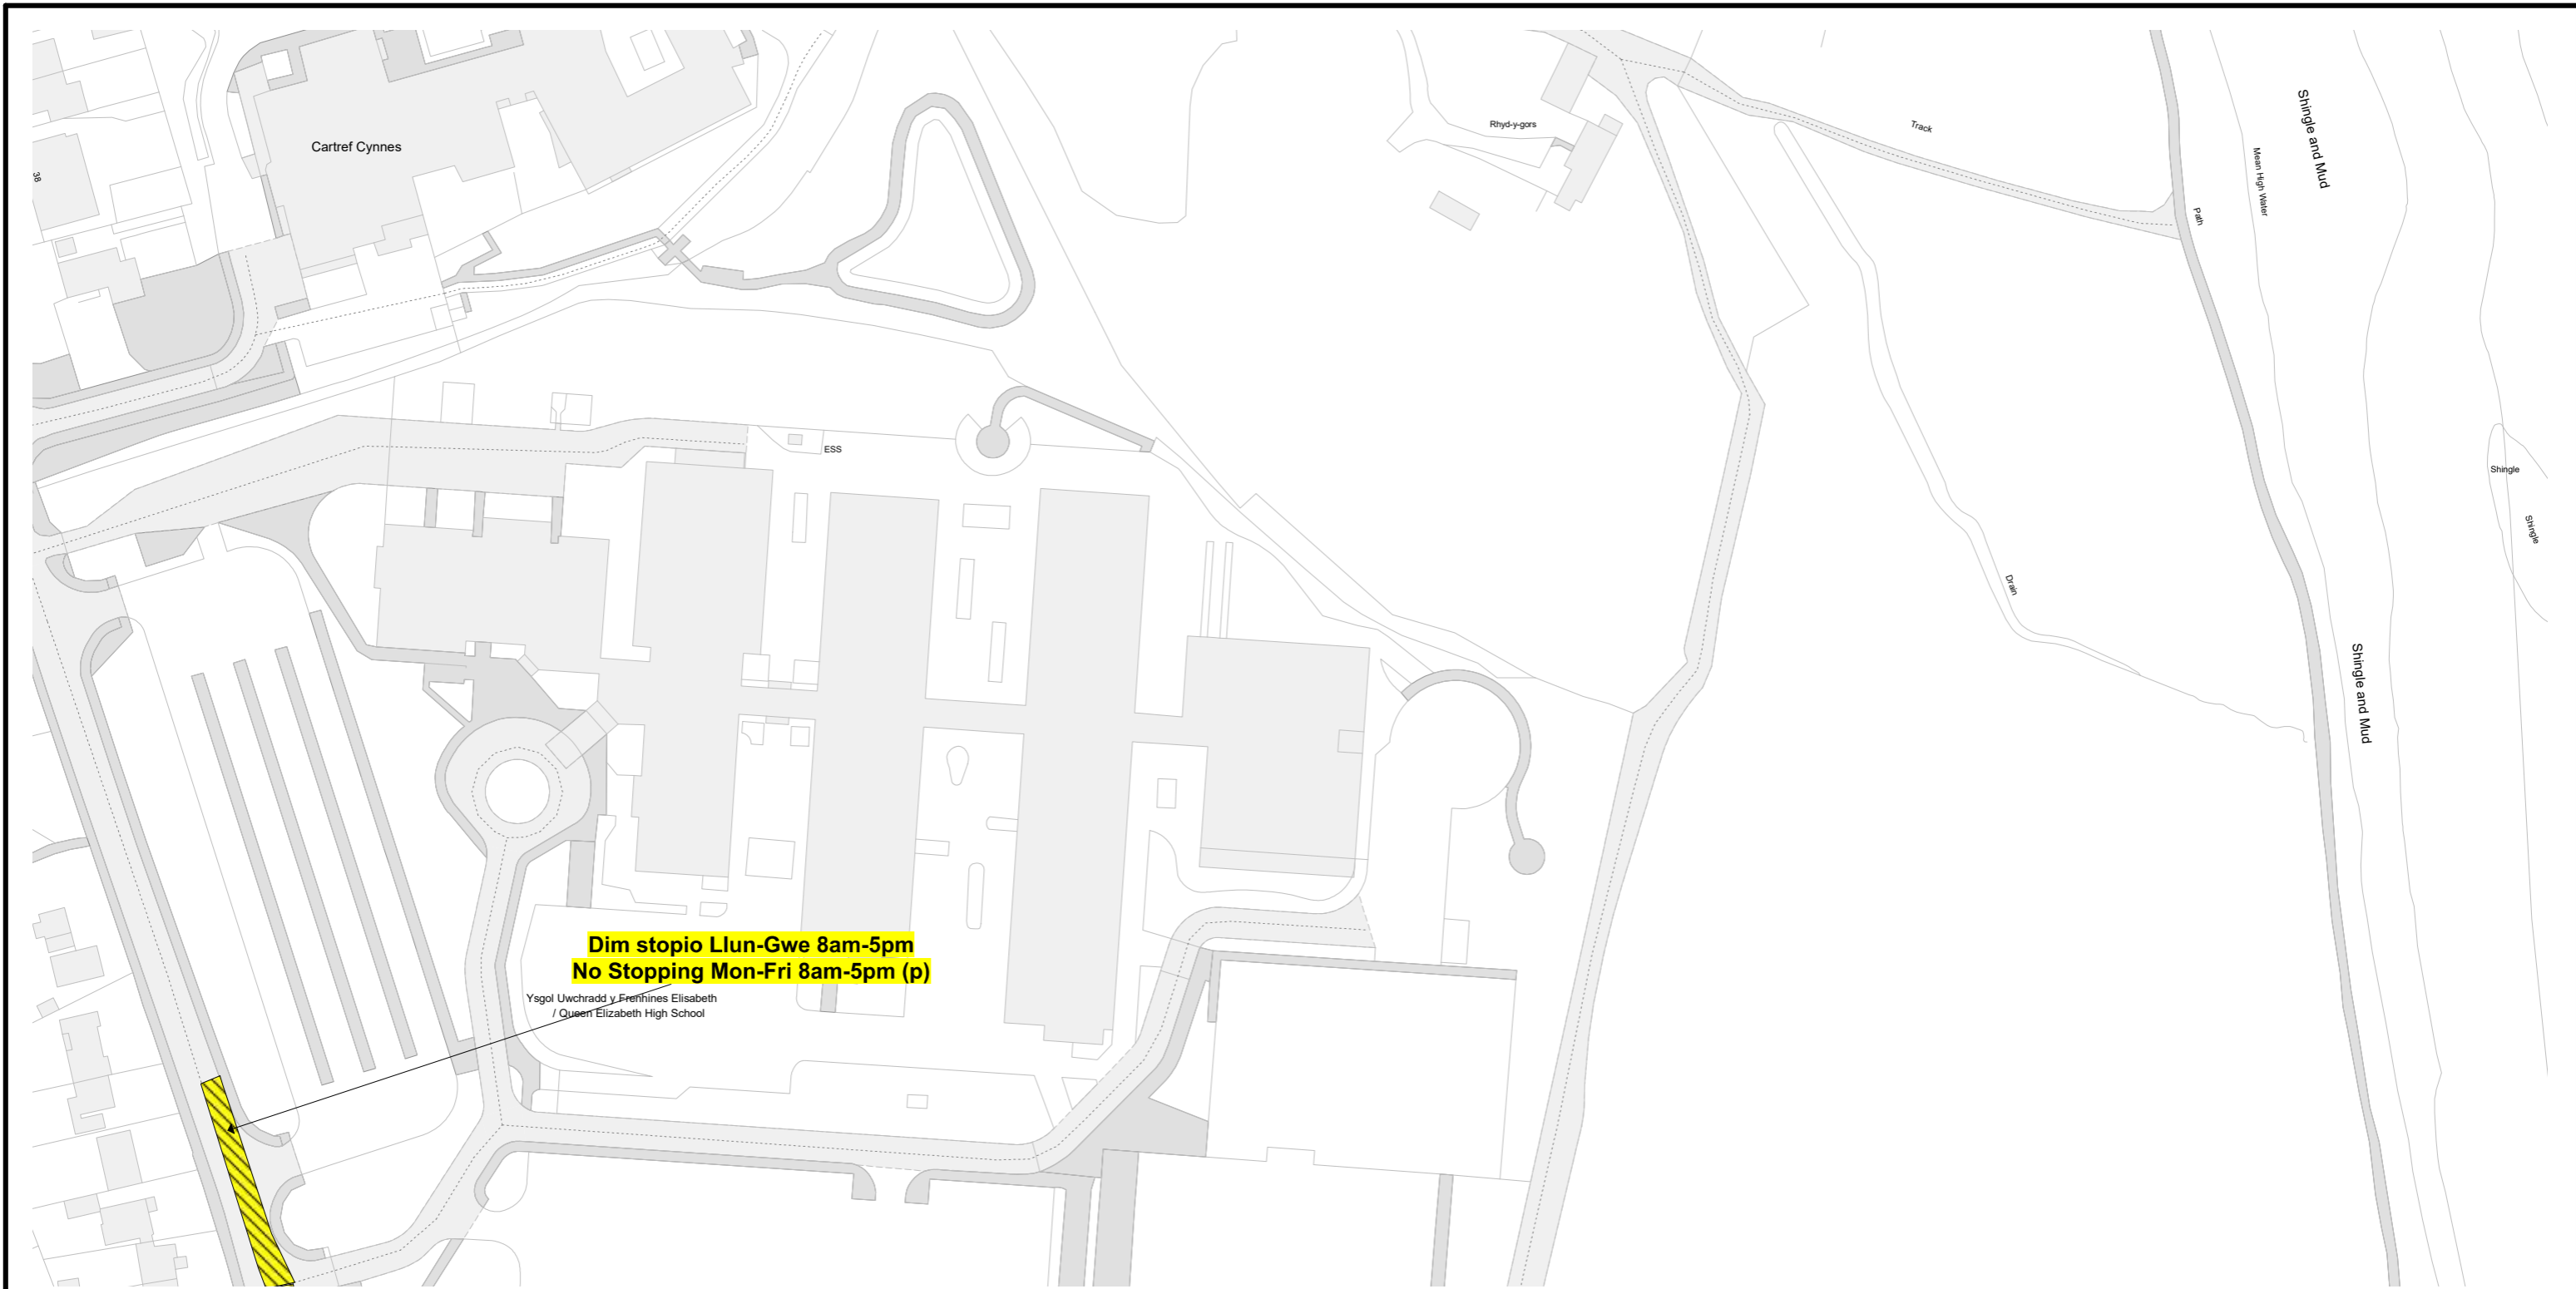 Cartref Cynnes
38
Rhyd-y-gors
Track
Path
Mean High Water
Shingle and Mud
ESS
Shingle
Shingle
Drain
Shingle and Mud
Dim stopio Llun-Gwe 8am-5pm
No Stopping Mon-Fri 8am-5pm (p)
Ysgol Uwchradd y Frenhines Elisabeth
/ Queen Elizabeth High School